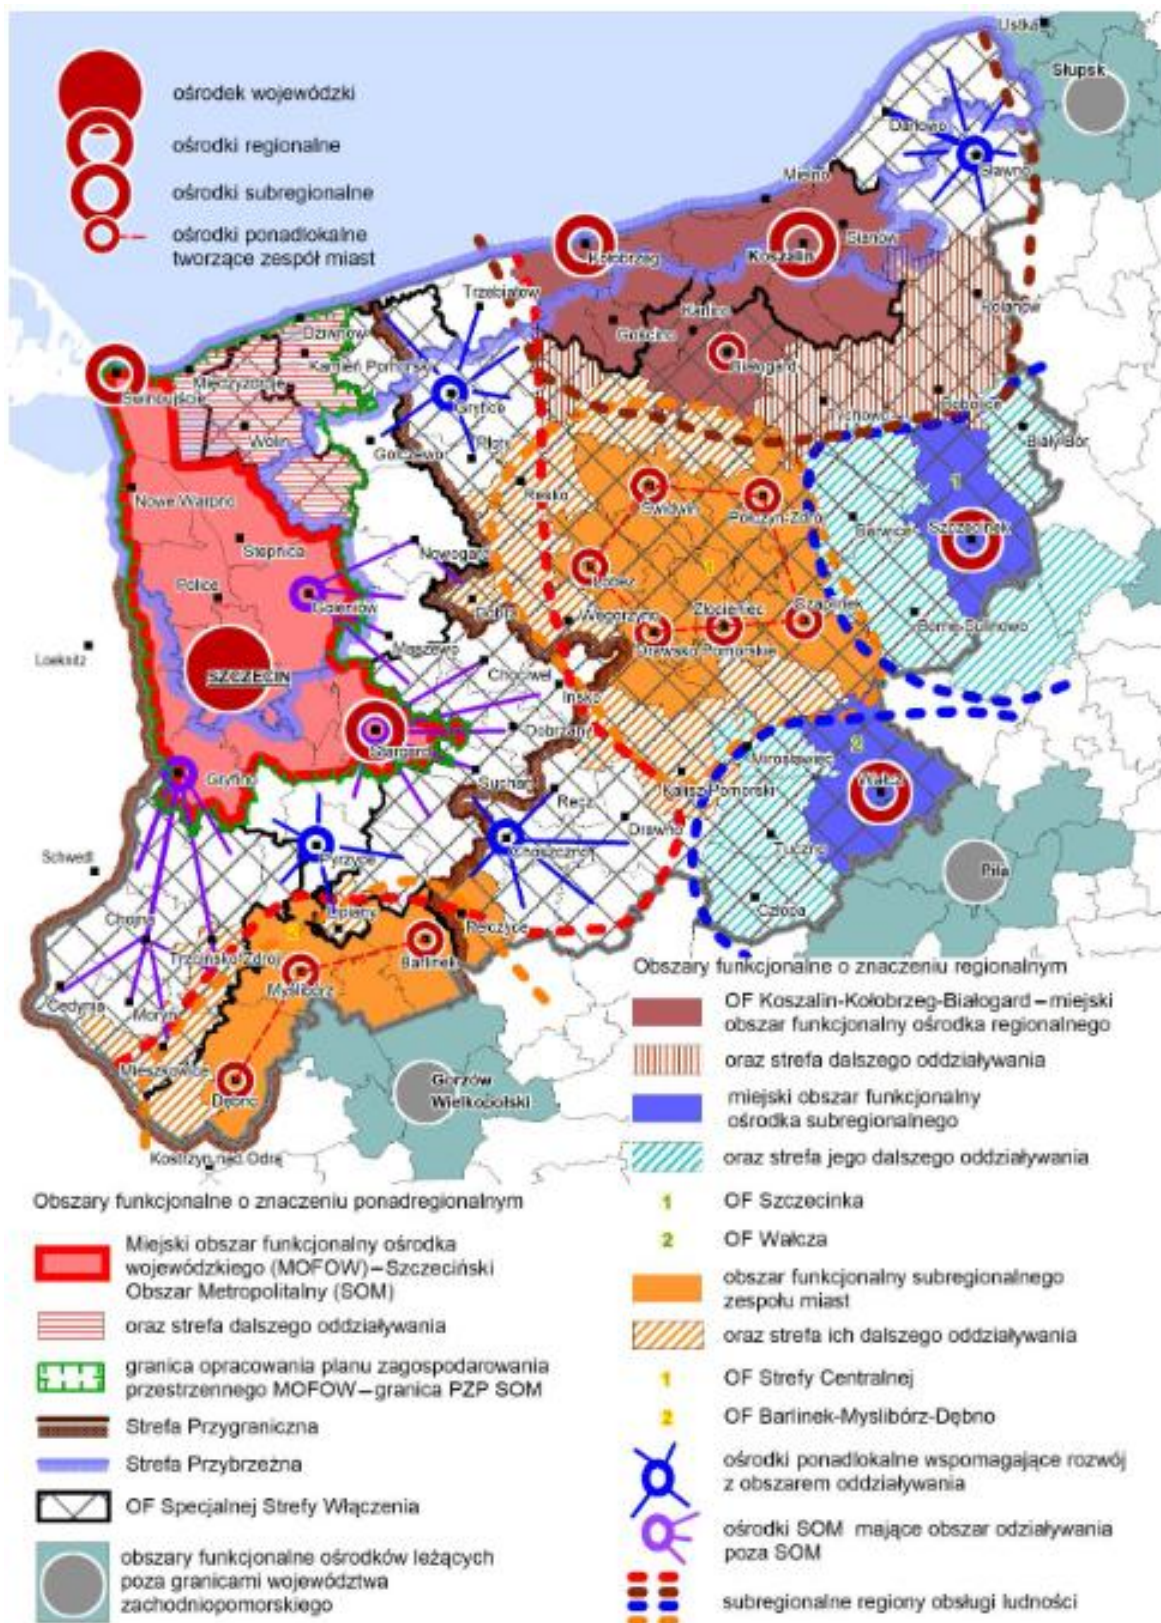 ośrodek wojewódzki
ośrodki regionalne
ośrodki subregionalne
ośrodki ponadlokalne
tworzące zespół miast
Ustka
Słupsk
Darłowo
Sławno
Mielno
Sianów
Koszalin
Kołobrzeg
Trzebiatów
Polanów
Karlino
Gościno
Białogard
Dziwnów
Kamień Pomorski
Międzyzdroje
Świnoujście
Gryfice
Tychowo
Bobolice
Biały Bór
Wolin
Golczewo
Płoty
Resko
Świdwin
Połczyn-Zdrój
1
Szczecinek
Barwice
Nowe Warpno
Stepnica
Nowogard
Police
Goleniów
Łobez
1
Dobra
Węgorzyno
Złocieniec
Czaplinek
Borne Sulinowo
Drawsko Pomorskie
Loeknitz
Maszewo
Chociwel
SZCZECIN
Ińsko
Stargard
Dobrzany
2
Mirosławiec
Gryfino
Suchań
Recz
Kalisz Pomorski
Wałcz
Drawno
Pyrzyce
Choszczno
Tuczno
Schwedt
Piła
Człopa
Chojna
Lipiany
Pełczyce
2
Trzcińsko-Zdrój
Barlinek
Myślibórz
Cedynia
Moryń
Mieszkowice
Dębno
Gorzów
Wielkopolski
Kostrzyn nad Odrą
Obszary funkcjonalne o znaczeniu regionalnym
OF Koszalin-Kołobrzeg-Białogard – miejski
obszar funkcjonalny ośrodka regionalnego
oraz strefa dalszego oddziaływania
miejski obszar funkcjonalny
ośrodka subregionalnego
oraz strefa jego dalszego oddziaływania
1 OF Szczecinka
2 OF Wałcza
obszar funkcjonalny subregionalnego
zespołu miast
oraz strefa ich dalszego oddziaływania
1 OF Strefy Centralnej
2 OF Barlinek-Myslibórz-Dębno
ośrodki ponadlokalne wspomagające rozwój
z obszarem oddziaływania
ośrodki SOM mające obszar odziaływania
poza SOM
subregionalne regiony obsługi ludności
Obszary funkcjonalne o znaczeniu ponadregionalnym
Miejski obszar funkcjonalny ośrodka
wojewódzkiego (MOFOW) – Szczeciński
Obszar Metropolitalny (SOM)
oraz strefa dalszego oddziaływania
granica opracowania planu zagospodarowania
przestrzennego MOFOW – granica PZP SOM
Strefa Przygraniczna
Strefa Przybrzeżna
OF Specjalnej Strefy Włączenia
obszary funkcjonalne ośrodków leżących
poza granicami województwa
zachodniopomorskiego